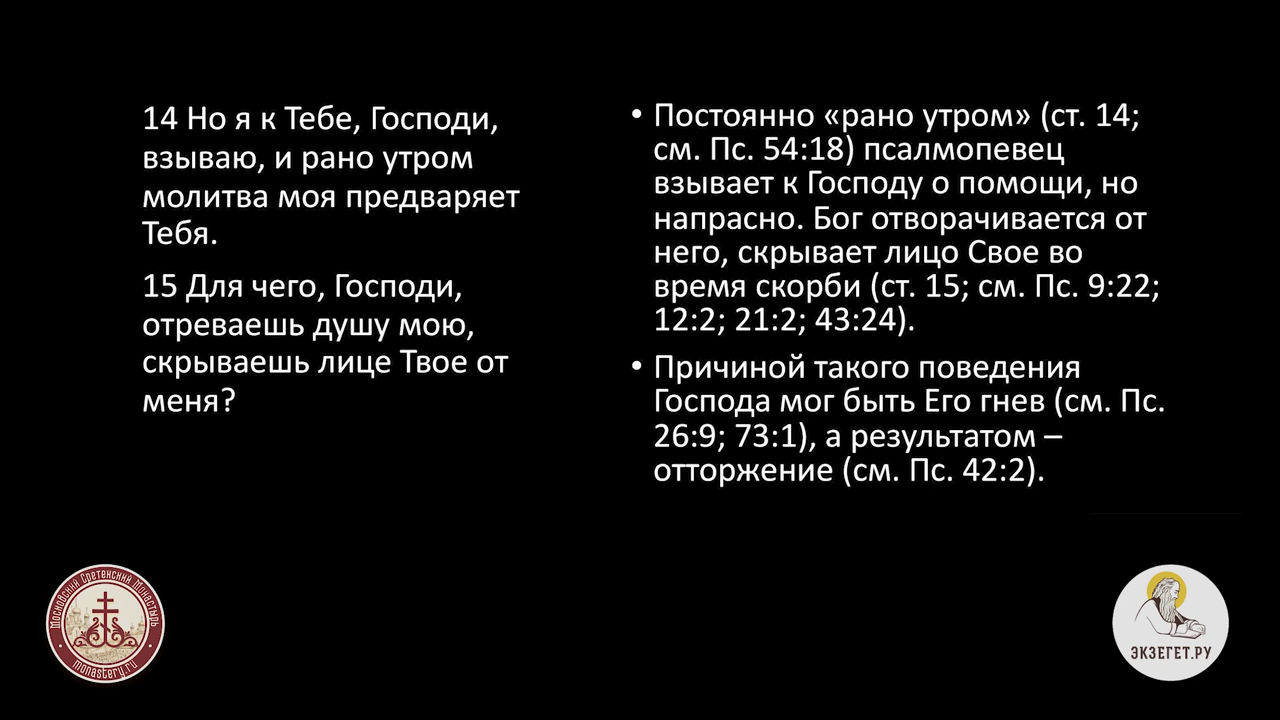 14 Но я к Тебе, Господи,
взываю, и рано утром
молитва моя предваряет
Тебя.
15 Для чего, Господи,
отреваешь душу мою,
скрываешь лице Твое от
меня?
• Постоянно «рано утром» (ст. 14;
см. Пс. 54:18) псалмопевец
взывает к Господу о помощи, но
напрасно. Бог отворачивается от
него, скрывает лицо Свое во
время скорби (ст. 15; см. Пс. 9:22;
12:2; 21:2; 43:24).
• Причиной такого поведения
Господа мог быть Его гнев (см. Пс.
26:9; 73:1), а результатом –
отторжение (см. Пс. 42:2).
Московский Сретенский Монастырь
monastery.ru
ЭКЗЕГЕТ.РУ